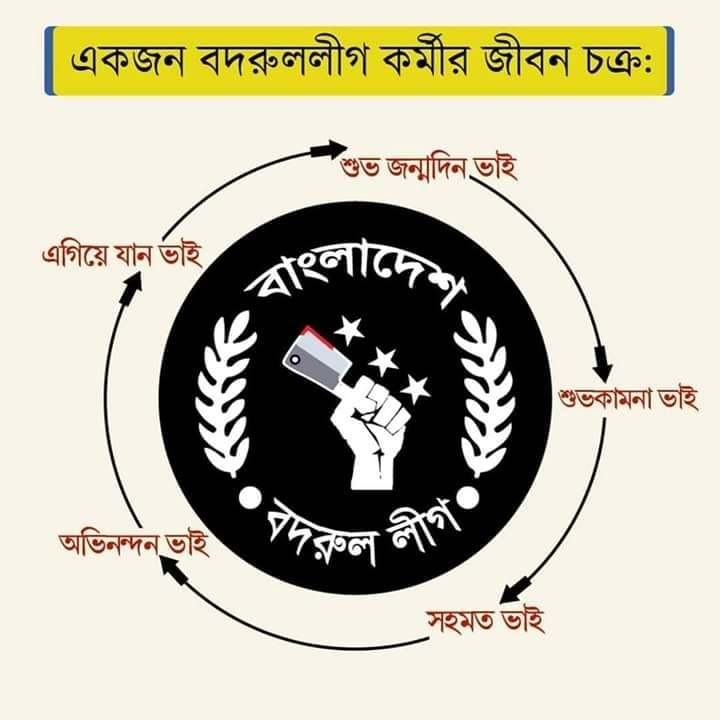 একজন বদরুললীগ কর্মীর জীবন চক্র:
শুভ জন্মদিন ভাই
শুভকামনা ভাই
সহমত ভাই
অভিনন্দন ভাই
এগিয়ে যান ভাই
বাংলাদেশ
বদরুল লীগ